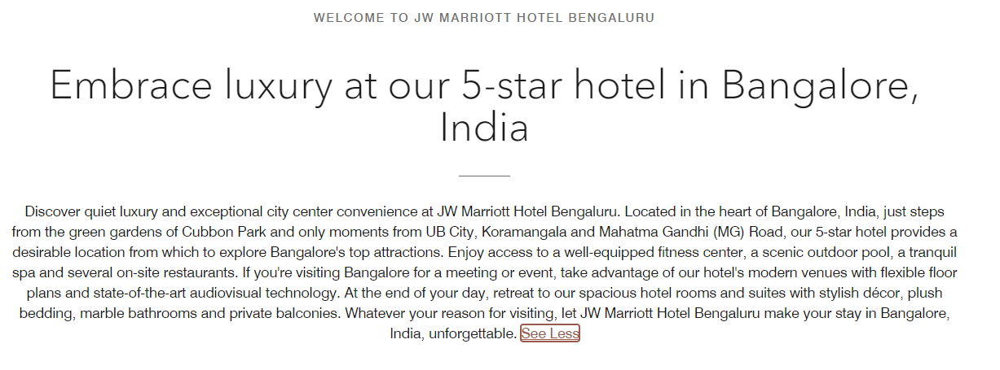 WELCOME TO JW MARRIOTT HOTEL BENGALURU
Embrace luxury at our 5-star hotel in Bangalore,
India
Discover quiet luxury and exceptional city center convenience at JW Marriott Hotel Bengaluru. Located in the heart of Bangalore, India, just steps
from the green gardens of Cubbon Park and only moments from UB City, Koramangala and Mahatma Gandhi (MG) Road, our 5-star hotel provides a
desirable location from which to explore Bangalore's top attractions. Enjoy access to a well-equipped fitness center, a scenic outdoor pool, a tranquil
spa and several on-site restaurants. If you're visiting Bangalore for a meeting or event, take advantage of our hotel's modern venues with flexible floor
plans and state-of-the-art audiovisual technology. At the end of your day, retreat to our spacious hotel rooms and suites with stylish décor, plush
bedding, marble bathrooms and private balconies. Whatever your reason for visiting, let JW Marriott Hotel Bengaluru make your stay in Bangalore,
India, unforgettable. See Less